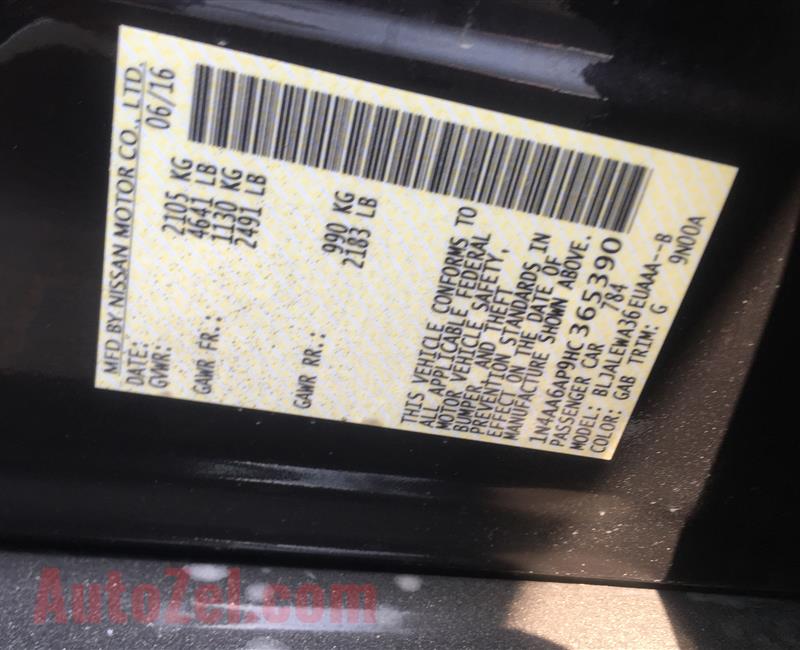 MFD BY NISSAN MOTOR CO., LTD.
DATE: 06/16
GVWR: 2105 KG
4641 LB
GAWR FR.: 1130 KG
2491 LB
GAWR RR.: 990 KG
2183 LB
THIS VEHICLE CONFORMS TO
ALL APPLICABLE FEDERAL
MOTOR VEHICLE SAFETY,
BUMPER, AND THEFT
PREVENTION STANDARDS IN
EFFECT ON THE DATE OF
MANUFACTURE SHOWN ABOVE.
1N4AA6AP9HC365390
PASSENGER CAR 784
MODEL: BLJALEWA36EUAAA--B
COLOR: GAB TRIM: G 9N00A
AutoZel.com